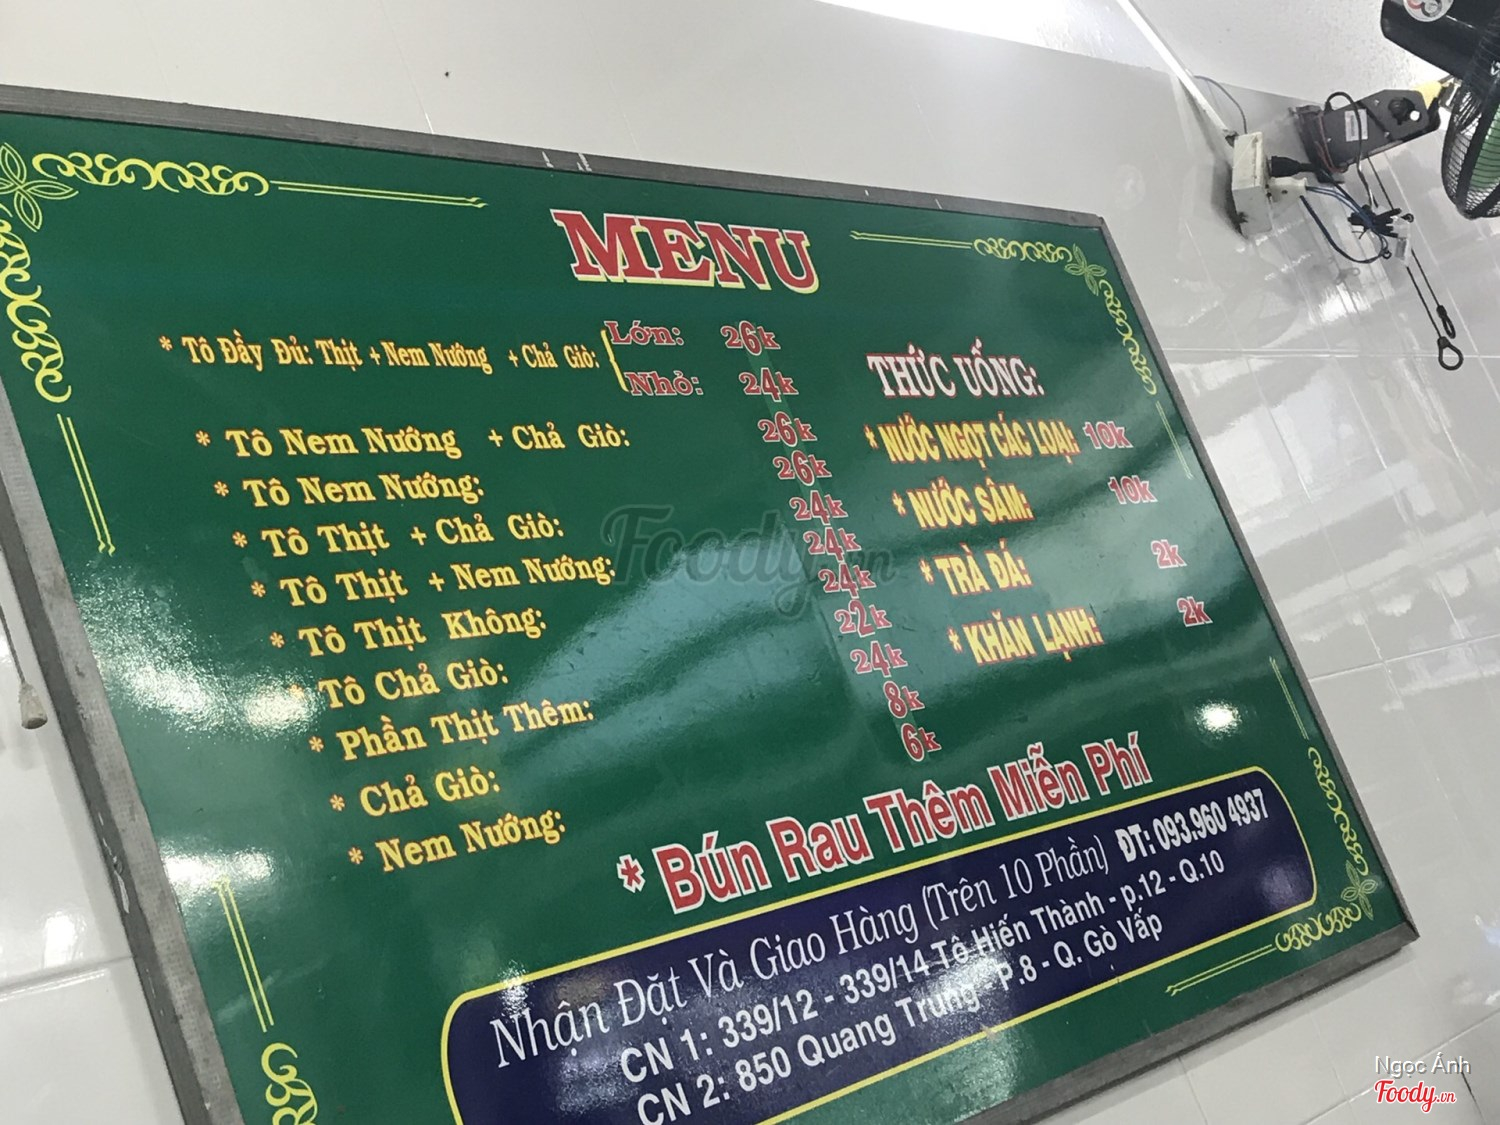 MENU
* Tô Đầy Đủ: Thịt + Nem Nướng + Chả Giò: Lớn: 26k
Nhỏ: 24k
* Tô Nem Nướng + Chả Giò: 26k
* Tô Nem Nướng: 26k
* Tô Thịt + Chả Giò: 24k
* Tô Thịt + Nem Nướng: 24k
* Tô Thịt Không: 24k
* Tô Chả Giò: 22k
* Phần Thịt Thêm: 24k
* Chả Giò: 8k
* Nem Nướng: 6k
THỨC UỐNG:
* NƯỚC NGỌT CÁC LOẠI: 10k
* NƯỚC SÂM: 10k
* TRÀ ĐÁ: 2k
* KHĂN LẠNH: 2k
* Bún Rau Thêm Miễn Phí
Nhận Đặt Và Giao Hàng (Trên 10 Phần) ĐT: 093.960 4937
CN 1: 339/12 - 339/14 Tô Hiến Thành - p.12 - Q.10
CN 2: 850 Quang Trung - P.8 - Q. Gò Vấp
Foody.vn
Ngọc Ánh
Foody.vn